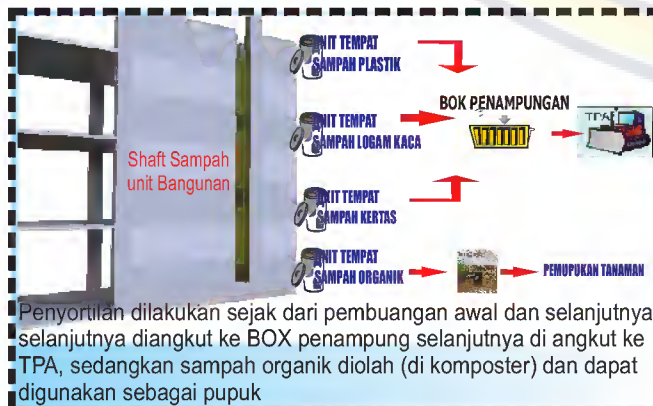 UNIT TEMPAT
SAMPAH PLASTIK
BOK PENAMPUNGAN
TPA
UNIT TEMPAT
SAMPAH LOGAM KACA
Shaft Sampah
unit Bangunan
UNIT TEMPAT
SAMPAH KERTAS
UNIT TEMPAT
SAMPAH ORGANIK
PEMUPUKAN TANAMAN
Penyortilan dilakukan sejak dari pembuangan awal dan selanjutnya
selanjutnya diangkut ke BOX penampung selanjutnya di angkut ke
TPA, sedangkan sampah organik diolah (di komposter) dan dapat
digunakan sebagai pupuk